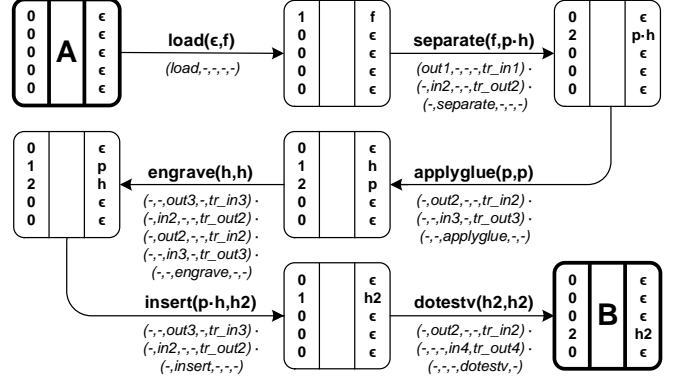 0 ϵ
0 ϵ
0 A ϵ
0 ϵ
0 ϵ
load(ϵ,f)
(load,-,-,-,-)
1 f
0 ϵ
0 ϵ
0 ϵ
0 ϵ
separate(f,p·h)
(out1,-,-,-,tr_in1) ·
(-,in2,-,-,tr_out2) ·
(-,separate,-,-,-)
0 ϵ
2 p·h
0 ϵ
0 ϵ
0 ϵ
applyglue(p,p)
(-,out2,-,-,tr_in2) ·
(-,-,in3,-,tr_out3) ·
(-,-,applyglue,-,-)
0 ϵ
1 h
2 p
0 ϵ
0 ϵ
engrave(h,h)
(-,-,out3,-,tr_in3) ·
(-,in2,-,-,tr_out2) ·
(-,out2,-,-,tr_in2) ·
(-,-,in3,-,tr_out3) ·
(-,-,engrave,-,-)
0 ϵ
1 p
2 h
0 ϵ
0 ϵ
insert(p·h,h2)
(-,-,out3,-,tr_in3) ·
(-,in2,-,-,tr_out2) ·
(-,insert,-,-,-)
0 ϵ
1 h2
0 ϵ
0 ϵ
0 ϵ
dotestv(h2,h2)
(-,out2,-,-,tr_in2) ·
(-,-,-,in4,tr_out4) ·
(-,-,-,dotestv,-)
0 ϵ
0 ϵ
0 B ϵ
2 h2
0 ϵ